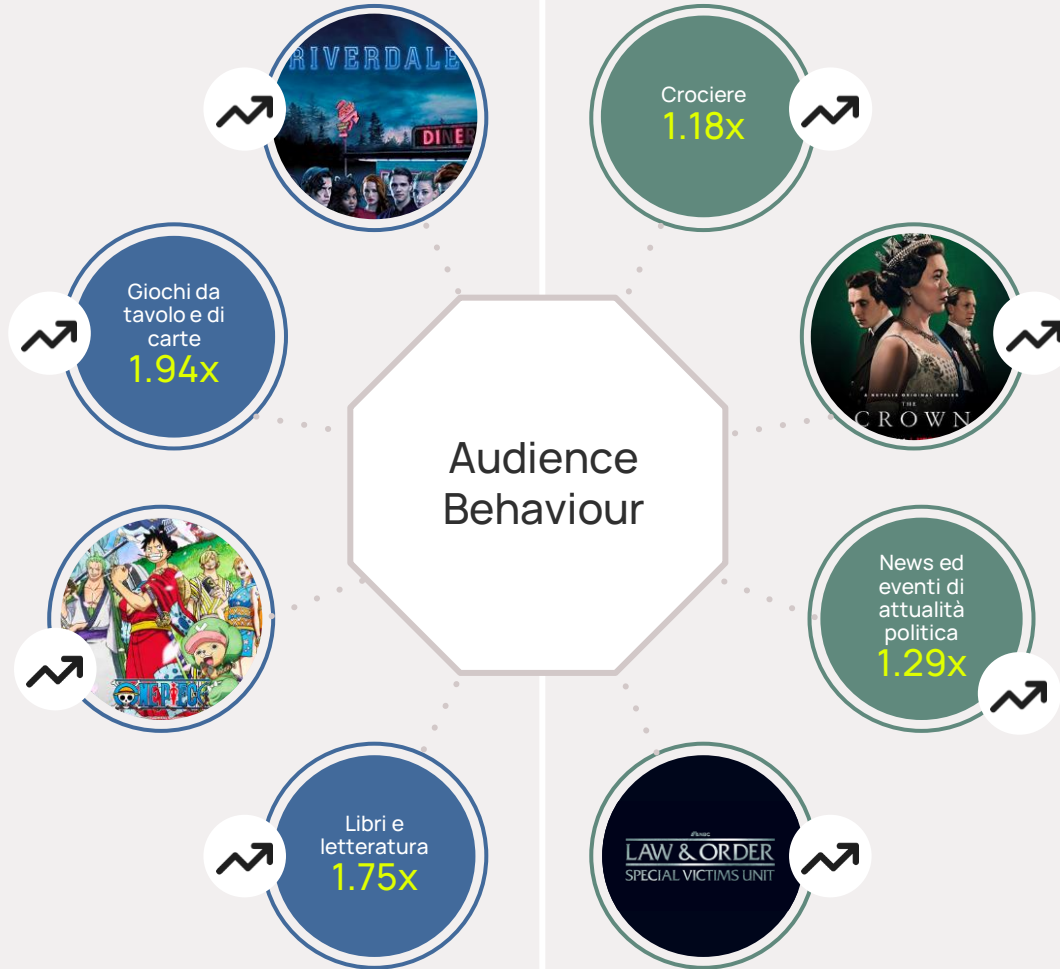 RIVERDALE
DINER
Crociere
1.18x
Giochi da
tavolo e di
carte
1.94x
A NETFLIX ORIGINAL SERIES
THE
CROWN
Audience
Behaviour
ONE PIECE
News ed
eventi di
attualità
politica
1.29x
Libri e
letteratura
1.75x
NBC
LAW & ORDER
SPECIAL VICTIMS UNIT